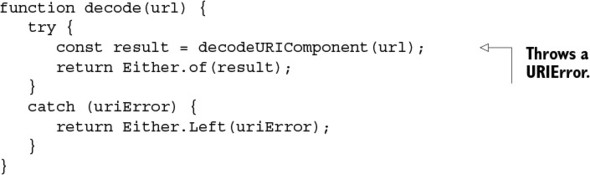 function decode(url) {
try {
const result = decodeURIComponent(url);
return Either.of(result);
}
catch (uriError) {
return Either.Left(uriError);
}
}
Throws a
URIError.